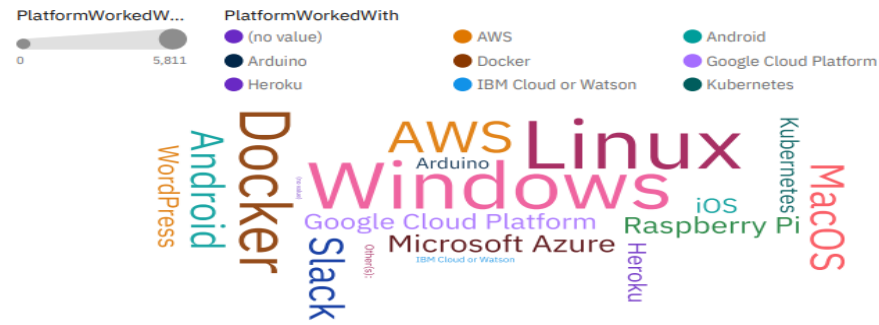 PlatformWorkedW... PlatformWorkedWith
0 5,811
(no value) AWS Android
Arduino Docker Google Cloud Platform
Heroku IBM Cloud or Watson Kubernetes
WordPress
Android
Docker
(no value)
AWS
Linux
Arduino
Windows
Google Cloud Platform
Slack
Other(s):
Microsoft Azure
IBM Cloud or Watson
iOS
Raspberry Pi
Heroku
Kubernetes
MacOS